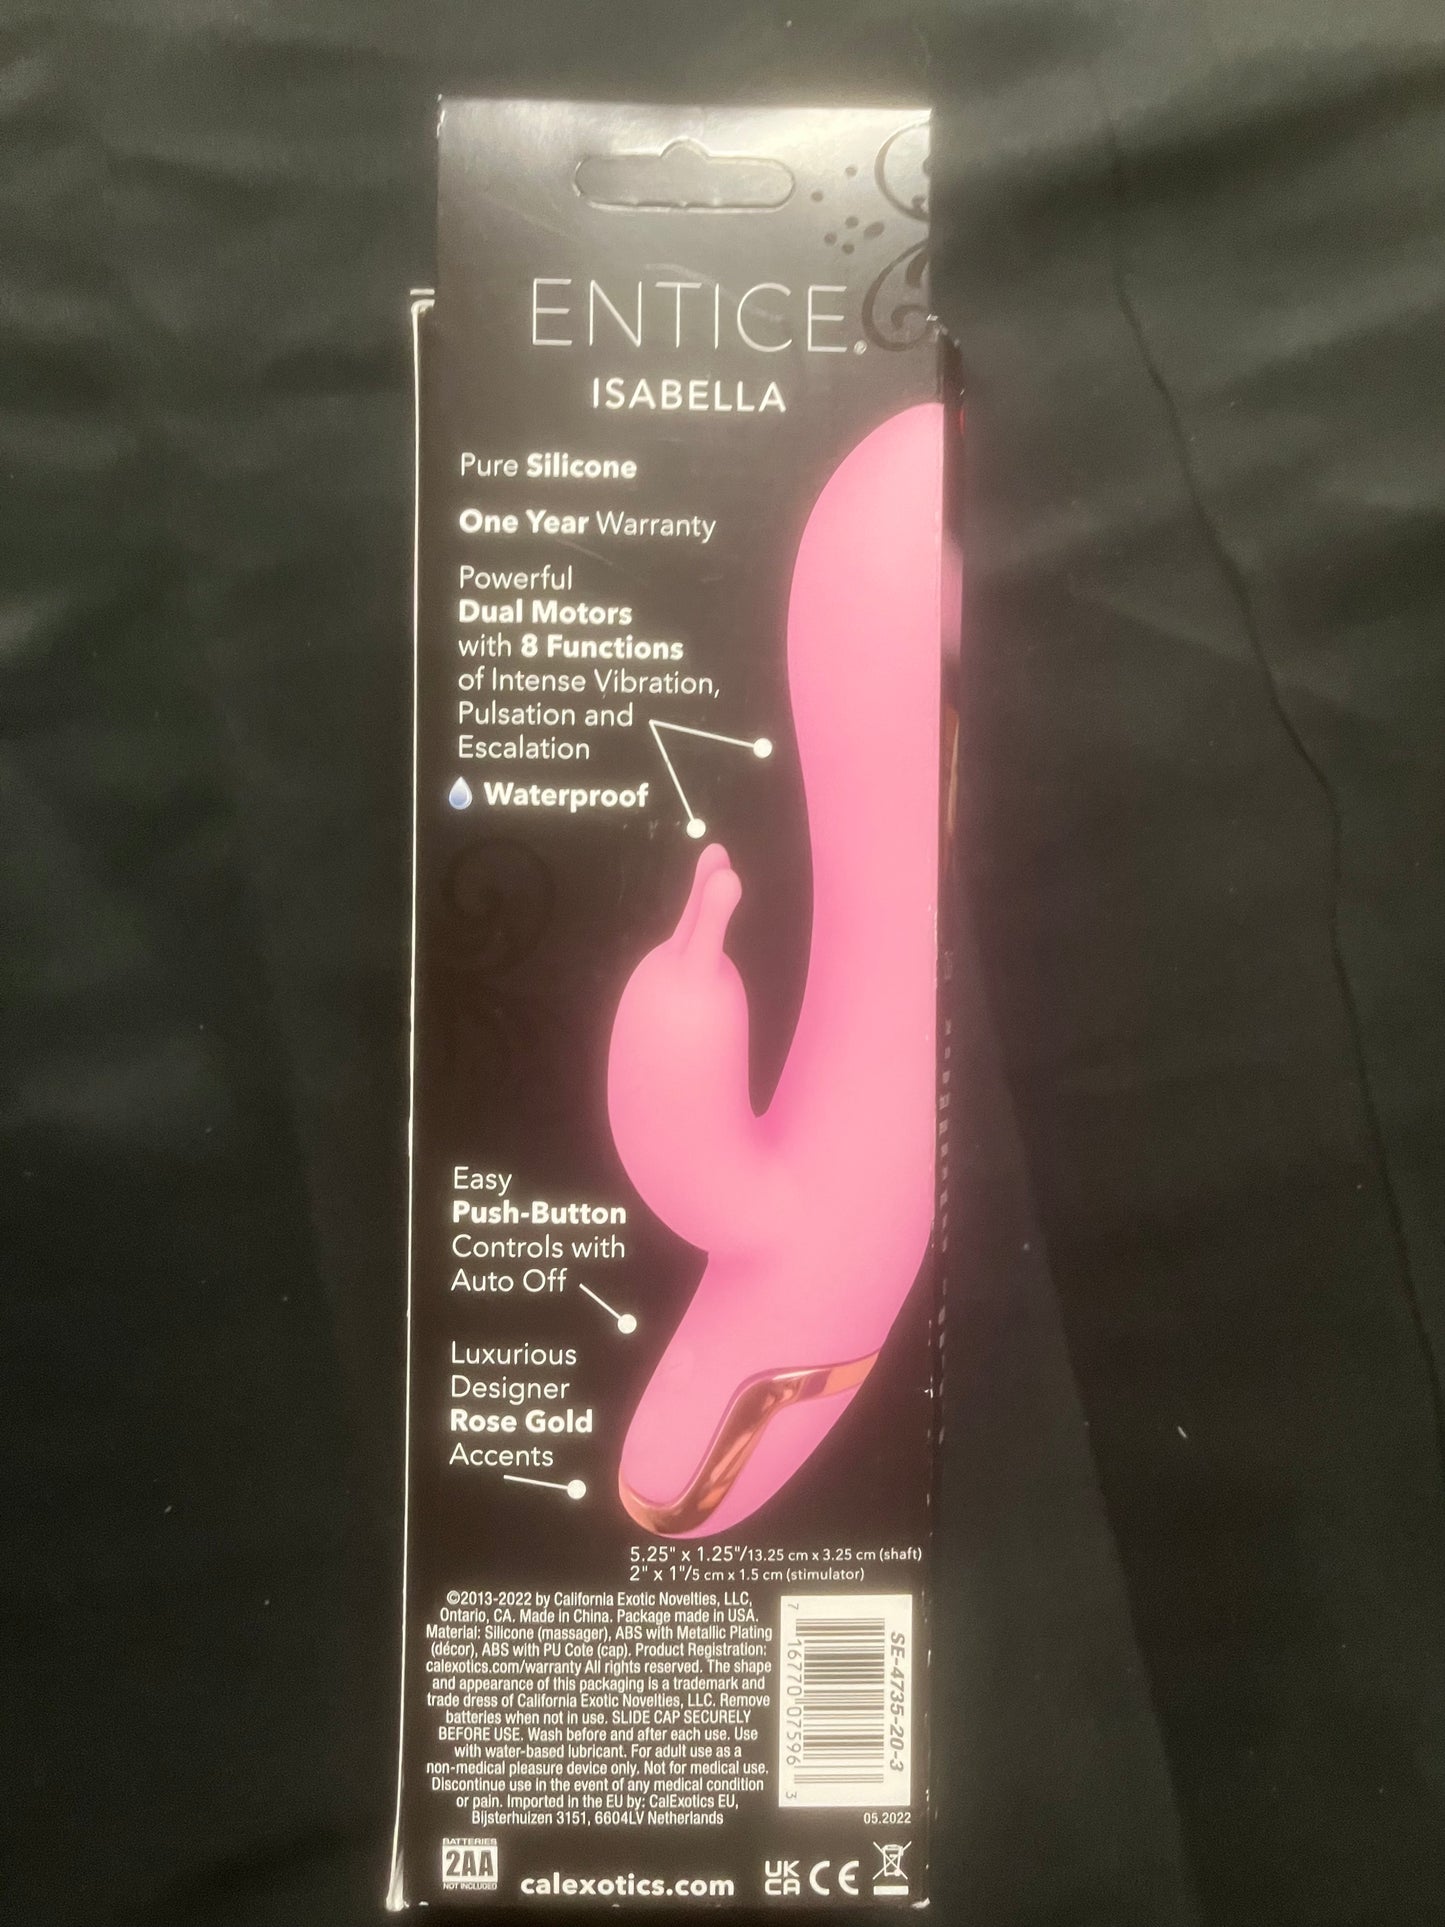 ENTICE®
ISABELLA
Pure Silicone
One Year Warranty
Powerful
Dual Motors
with 8 Functions
of Intense Vibration,
Pulsation and
Escalation
Waterproof
Easy
Push-Button
Controls with
Auto Off
Luxurious
Designer
Rose Gold
Accents
5.25" x 1.25"/13.25 cm x 3.25 cm (shaft)
2" x 1"/5 cm x 1.5 cm (stimulator)
©2013-2022 by California Exotic Novelties, LLC,
Ontario, CA. Made in China. Package made in USA.
Material: Silicone (massager), ABS with Metallic Plating
(décor), ABS with PU Cote (cap). Product Registration:
calexotics.com/warranty All rights reserved. The shape
and appearance of this packaging is a trademark and
trade dress of California Exotic Novelties, LLC. Remove
batteries when not in use. SLIDE CAP SECURELY
BEFORE USE. Wash before and after each use. Use
with water-based lubricant. For adult use as a
non-medical pleasure device only. Not for medical use.
Discontinue use in the event of any medical condition
or pain. Imported in the EU by: CalExotics EU,
Bijsterhuizen 3151, 6604LV Netherlands
SE-4735-20-3
7 16770 07596 3
05.2022
BATTERIES
2AA
NOT INCLUDED
calexotics.com
UK
CA
CE